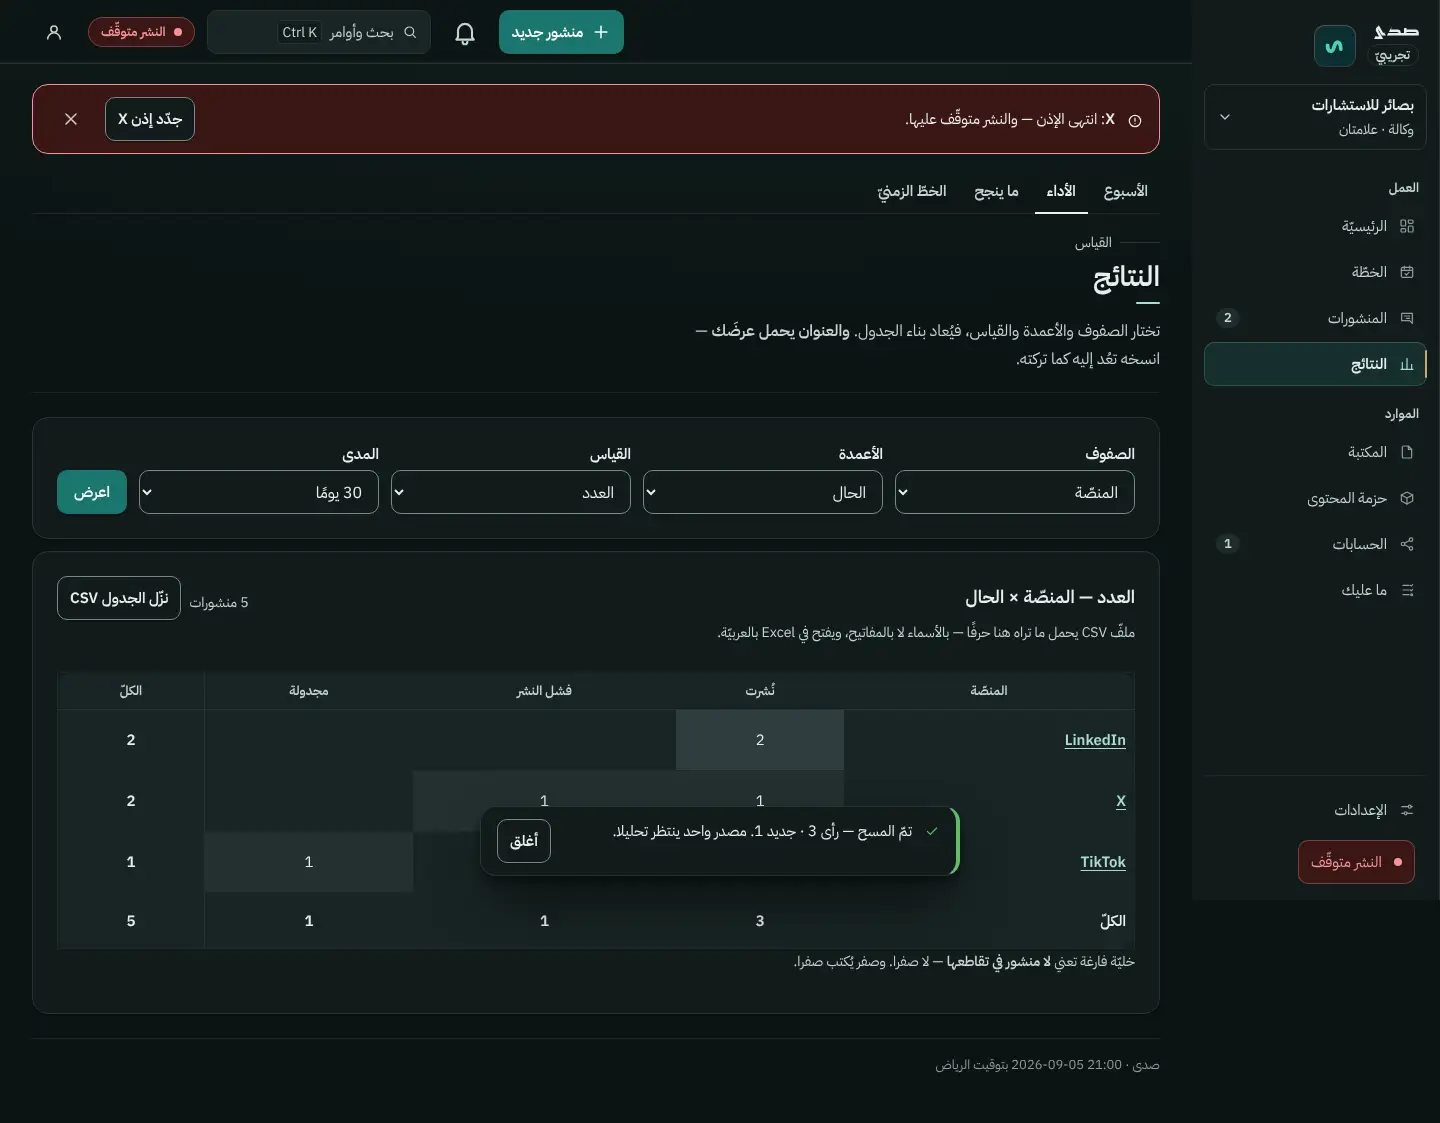 صدى
تجريبيّ
بصائر للاستشارات
وكالة · علامتان
العمل
الرئيسيّة
الخطّة
المنشورات 2
النتائج
الموارد
المكتبة
حزمة المحتوى
الحسابات 1
ما عليك
الإعدادات
النشر متوقّف
منشور جديد
بحث وأوامر Ctrl K
النشر متوقّف
X: انتهى الإذن — والنشر متوقّف عليها.
جدّد إذن X
الأسبوع الأداء ما ينجح الخطّ الزمنيّ
القياس
النتائج
تختار الصفوف والأعمدة والقياس، فيُعاد بناء الجدول. والعنوان يحمل عرضَك —
انسخه تعُد إليه كما تركته.
الصفوف الأعمدة القياس المدى
المنصّة الحال العدد 30 يومًا اعرض
العدد — المنصّة × الحال
5 منشورات نزّل الجدول CSV
ملفّ CSV يحمل ما تراه هنا حرفًا — بالأسماء لا بالمفاتيح، ويفتح في Excel بالعربيّة.
المنصّة نُشرت فشل النشر مجدولة الكلّ
LinkedIn 2 2
X 1 1 2
تمّ المسح — رأى 3 · جديد 1. مصدر واحد ينتظر تحليلا. أغلق
TikTok 1 1
الكلّ 3 1 1 5
خليّة فارغة تعني لا منشور في تقاطعها — لا صفرا. وصفر يُكتب صفرا.
صدى · 2026-09-05 21:00 بتوقيت الرياض